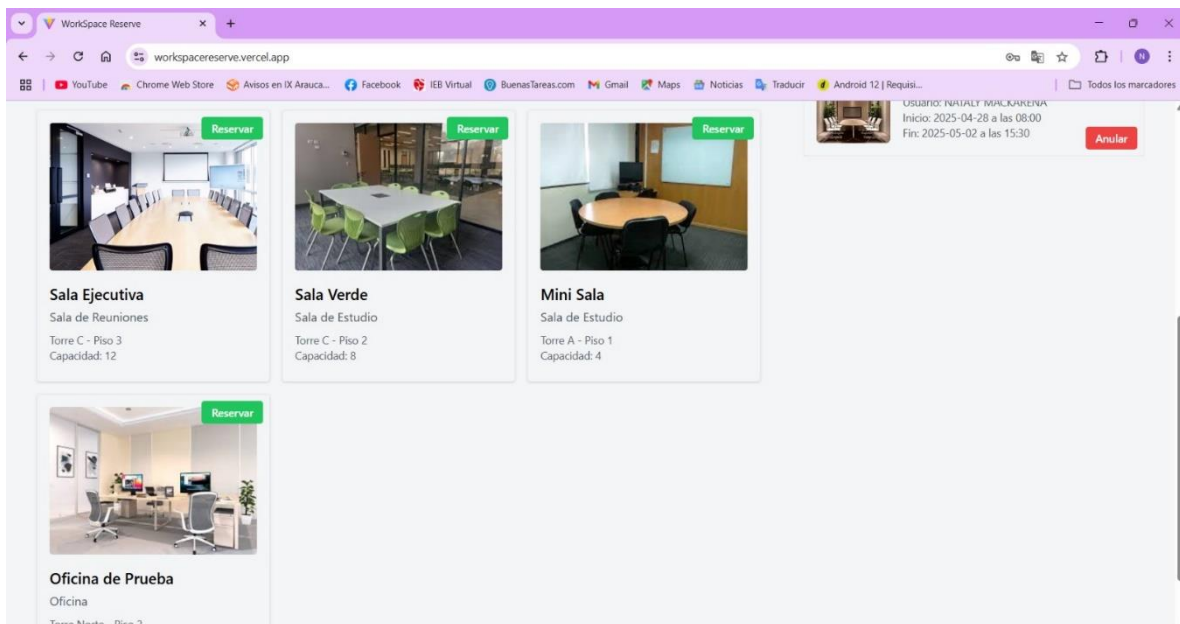 WorkSpace Reserve
workspacereserve.vercel.app
YouTube
Chrome Web Store
Avisos en IX Arauca...
Facebook
IEB Virtual
BuenasTareas.com
Gmail
Maps
Noticias
Traducir
Android 12 | Requisi...
Todos los marcadores
N
Usuario: NATALY MACKARENA
Inicio: 2025-04-28 a las 08:00
Fin: 2025-05-02 a las 15:30
Anular
Reservar
Sala Ejecutiva
Sala de Reuniones
Torre C - Piso 3
Capacidad: 12
Reservar
Sala Verde
Sala de Estudio
Torre C - Piso 2
Capacidad: 8
Reservar
Mini Sala
Sala de Estudio
Torre A - Piso 1
Capacidad: 4
Reservar
Oficina de Prueba
Oficina
Torre Norte - Piso 2